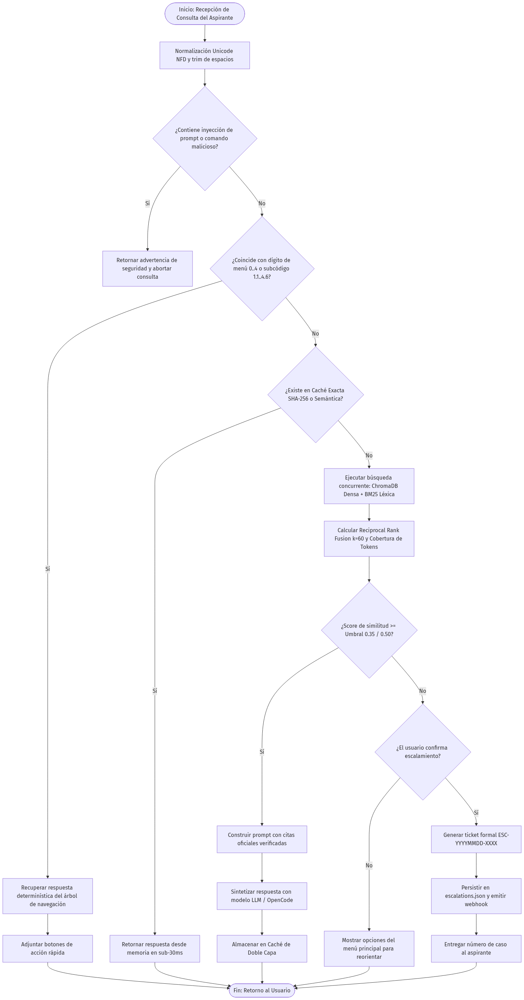 Inicio: Recepción de
Consulta del Aspirante
Normalización Unicode
NFD y trim de espacios
¿Contiene inyección de
prompt o comando
malicioso?
Sí
No
Retornar advertencia de
seguridad y abortar
consulta
¿Coincide con dígito de
menú 0..4 o subcódigo
1.1..4.6?
No
¿Existe en Caché Exacta
SHA-256 o Semántica?
No
Ejecutar búsqueda
concurrente: ChromaDB
Densa + BM25 Léxica
Calcular Reciprocal Rank
Fusion k=60 y Cobertura de
Tokens
Sí
¿Score de similitud >=
Umbral 0.35 / 0.50?
Sí
No
Sí
¿El usuario confirma
escalamiento?
Sí
Construir prompt con citas
oficiales verificadas
Generar ticket formal ESC-
YYYYMMDD-XXXX
No
Recuperar respuesta
determinística del árbol
de navegación
Sintetizar respuesta con
modelo LLM / OpenCode
Persistir en
escalations.json y emitir
webhook
Adjuntar botones de
acción rápida
Retornar respuesta desde
memoria en sub-30ms
Almacenar en Caché de
Doble Capa
Mostrar opciones del
menú principal para
reorientar
Entregar número de caso
al aspirante
Fin: Retorno al Usuario